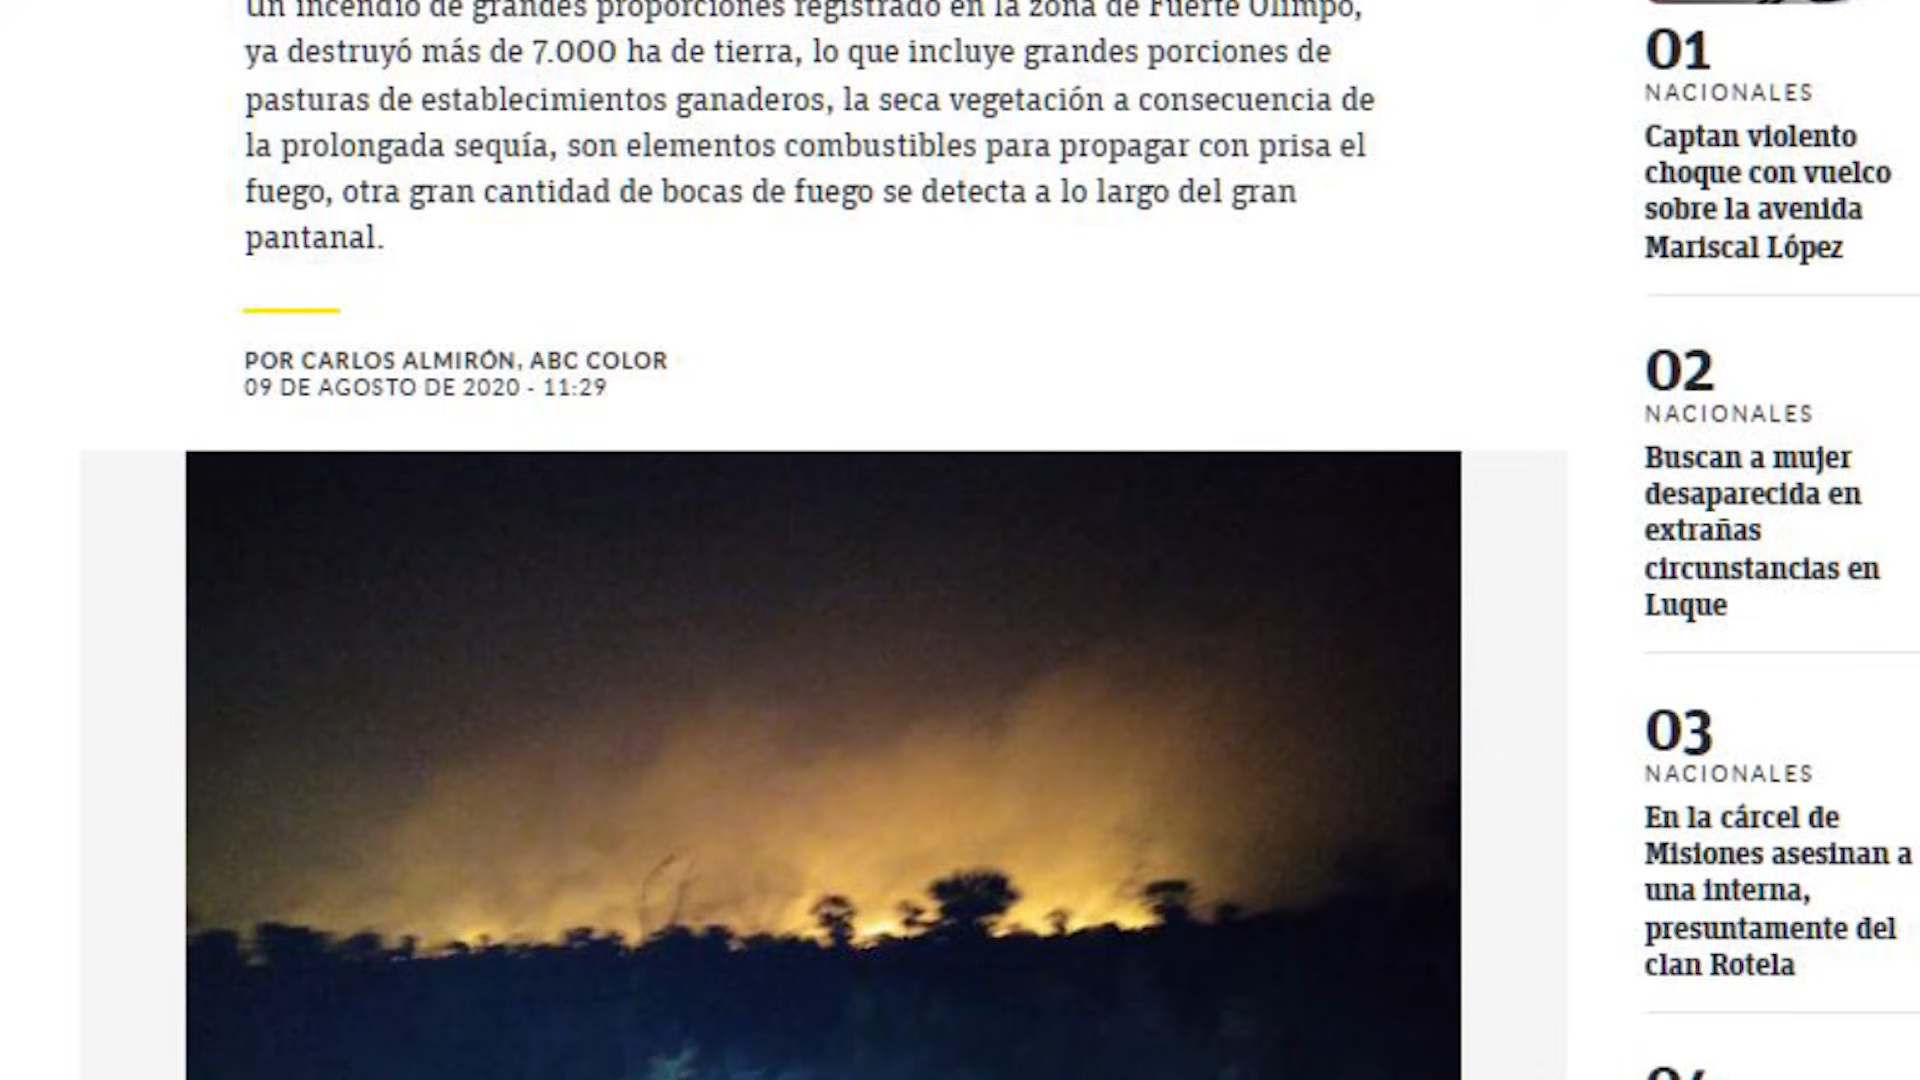 Un incendio de grandes proporciones registrado en la zona de Fuerte Olimpo,
ya destruyó más de 7.000 ha de tierra, lo que incluye grandes porciones de
pasturas de establecimientos ganaderos, la seca vegetación a consecuencia de
la prolongada sequía, son elementos combustibles para propagar con prisa el
fuego, otra gran cantidad de bocas de fuego se detecta a lo largo del gran
pantanal.
POR CARLOS ALMIRÓN, ABC COLOR
09 DE AGOSTO DE 2020 - 11:29
01
NACIONALES
Captan violento
choque con vuelco
sobre la avenida
Mariscal López
02
NACIONALES
Buscan a mujer
desaparecida en
extrañas
circunstancias en
Luque
03
NACIONALES
En la cárcel de
Misiones asesinan a
una interna,
presuntamente del
clan Rotela